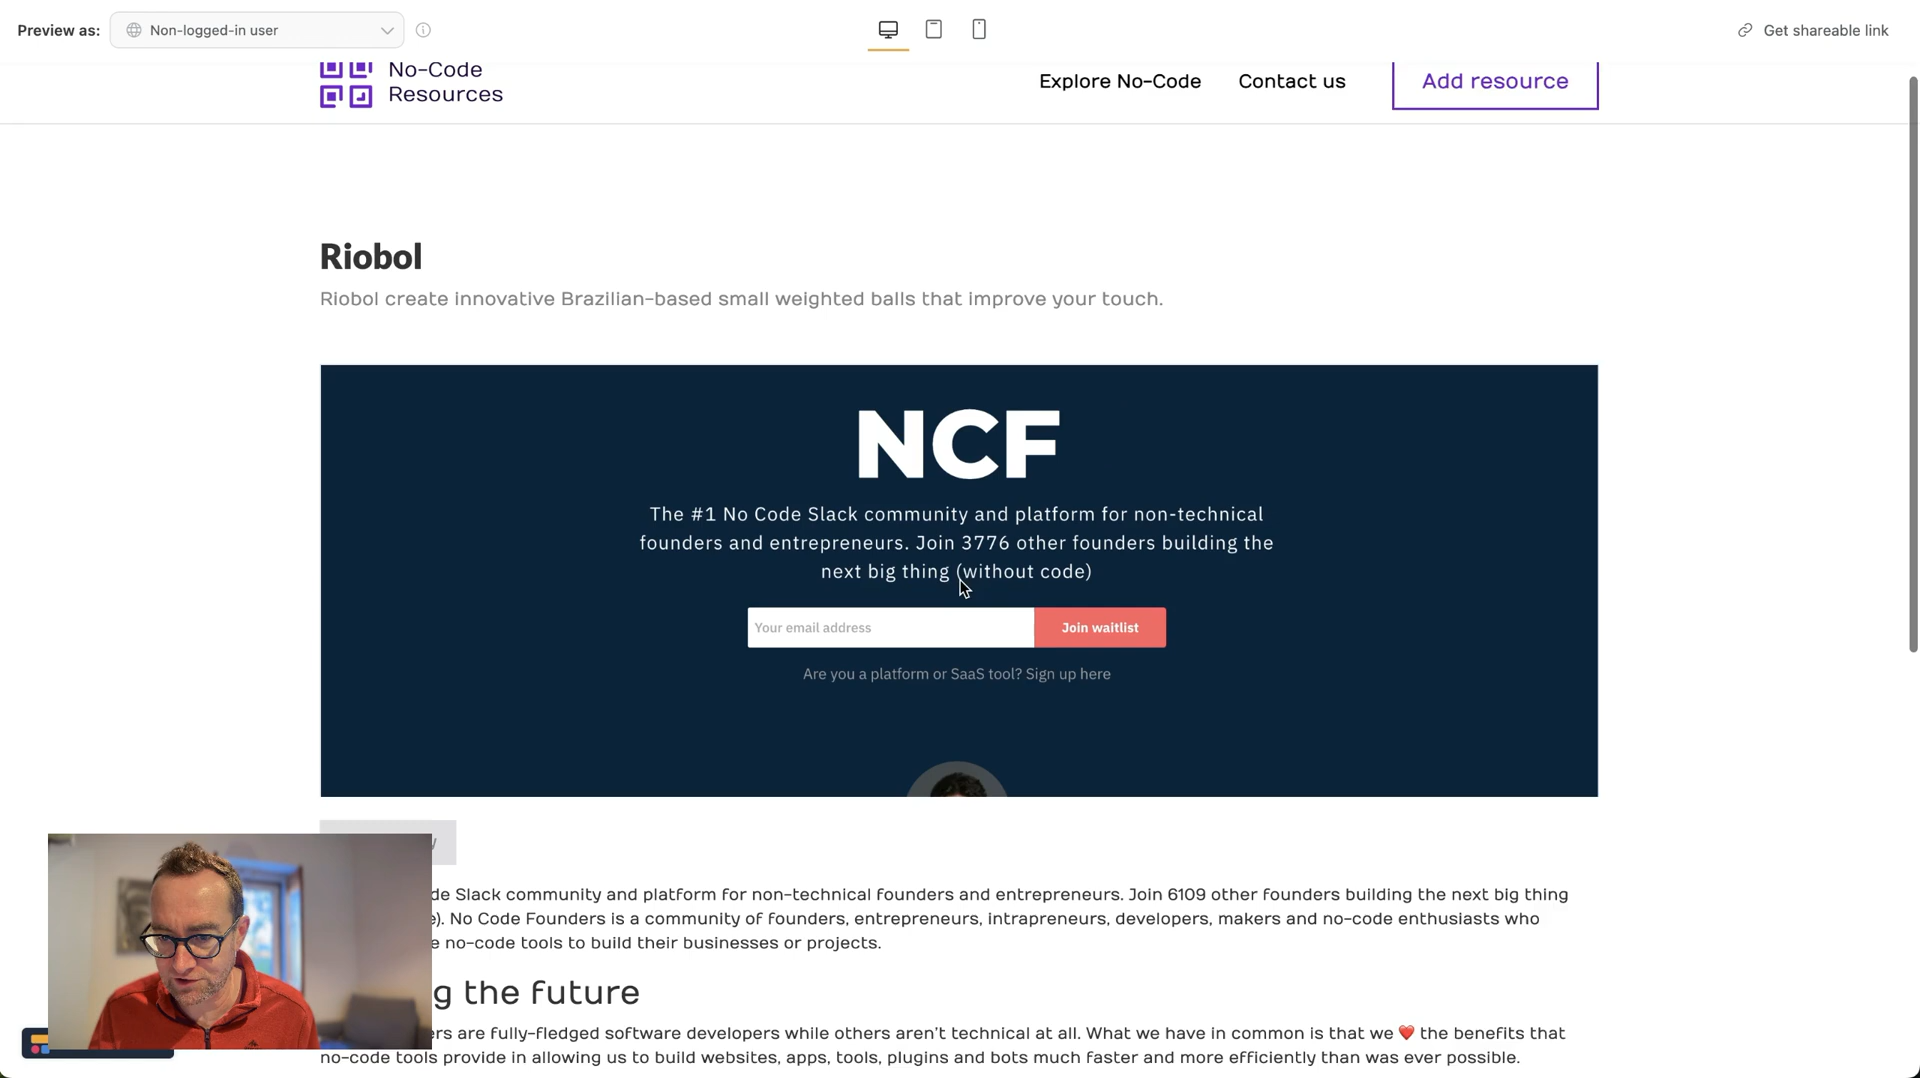 Preview as:
Non-logged-in user
Get shareable link
No-Code
Resources
Explore No-Code
Contact us
Add resource
Riobol
Riobol create innovative Brazilian-based small weighted balls that improve your touch.
NCF
The #1 No Code Slack community and platform for non-technical
founders and entrepreneurs. Join 3776 other founders building the
next big thing (without code)
Your email address
Join waitlist
Are you a platform or SaaS tool? Sign up here
Slack community and platform for non-technical founders and entrepreneurs. Join 6109 other founders building the next big thing
No Code Founders is a community of founders, entrepreneurs, intrapreneurs, developers, makers and no-code enthusiasts who
no-code tools to build their businesses or projects.
the future
are fully-fledged software developers while others aren't technical at all. What we have in common is that we ❤️ the benefits that
no-code tools provide in allowing us to build websites, apps, tools, plugins and bots much faster and more efficiently than was ever possible.